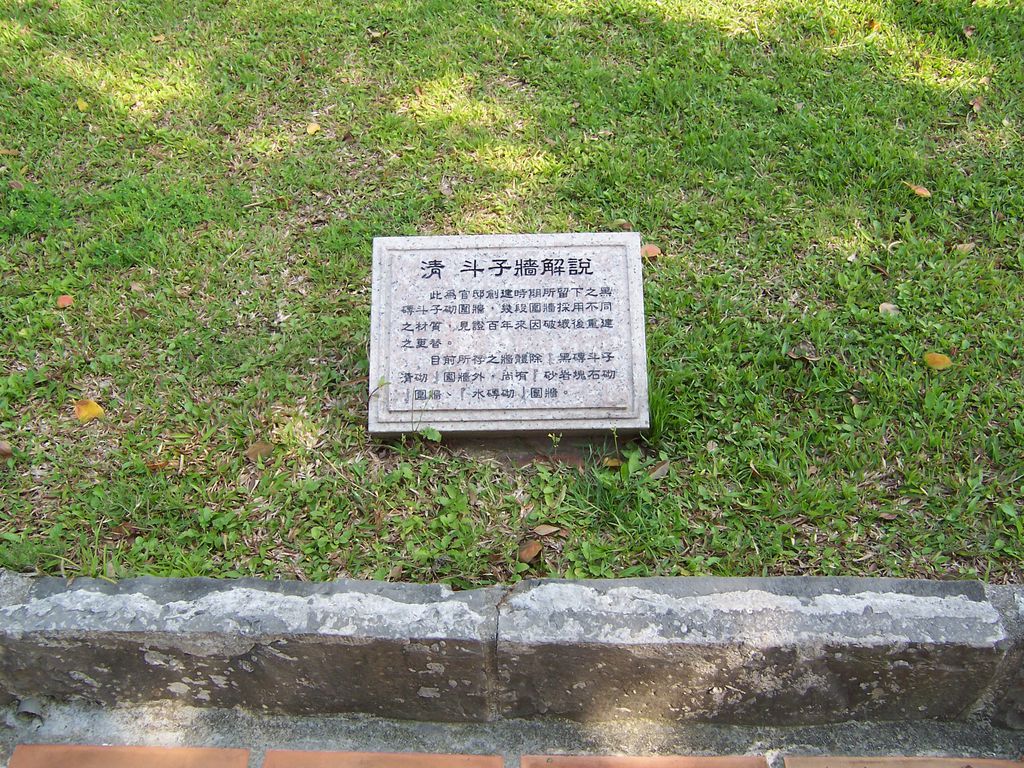 清 斗子牆解說
此為官邸創建時期所留下之黑
磚斗子砌圍牆，幾段圍牆採用不同
之材質，見證百年來因破壞後重建
之更替。
目前所存之牆體除『黑磚斗子
清砌』圍牆外，尚有『砂岩塊石砌
』圍牆、『水磚砌』圍牆。